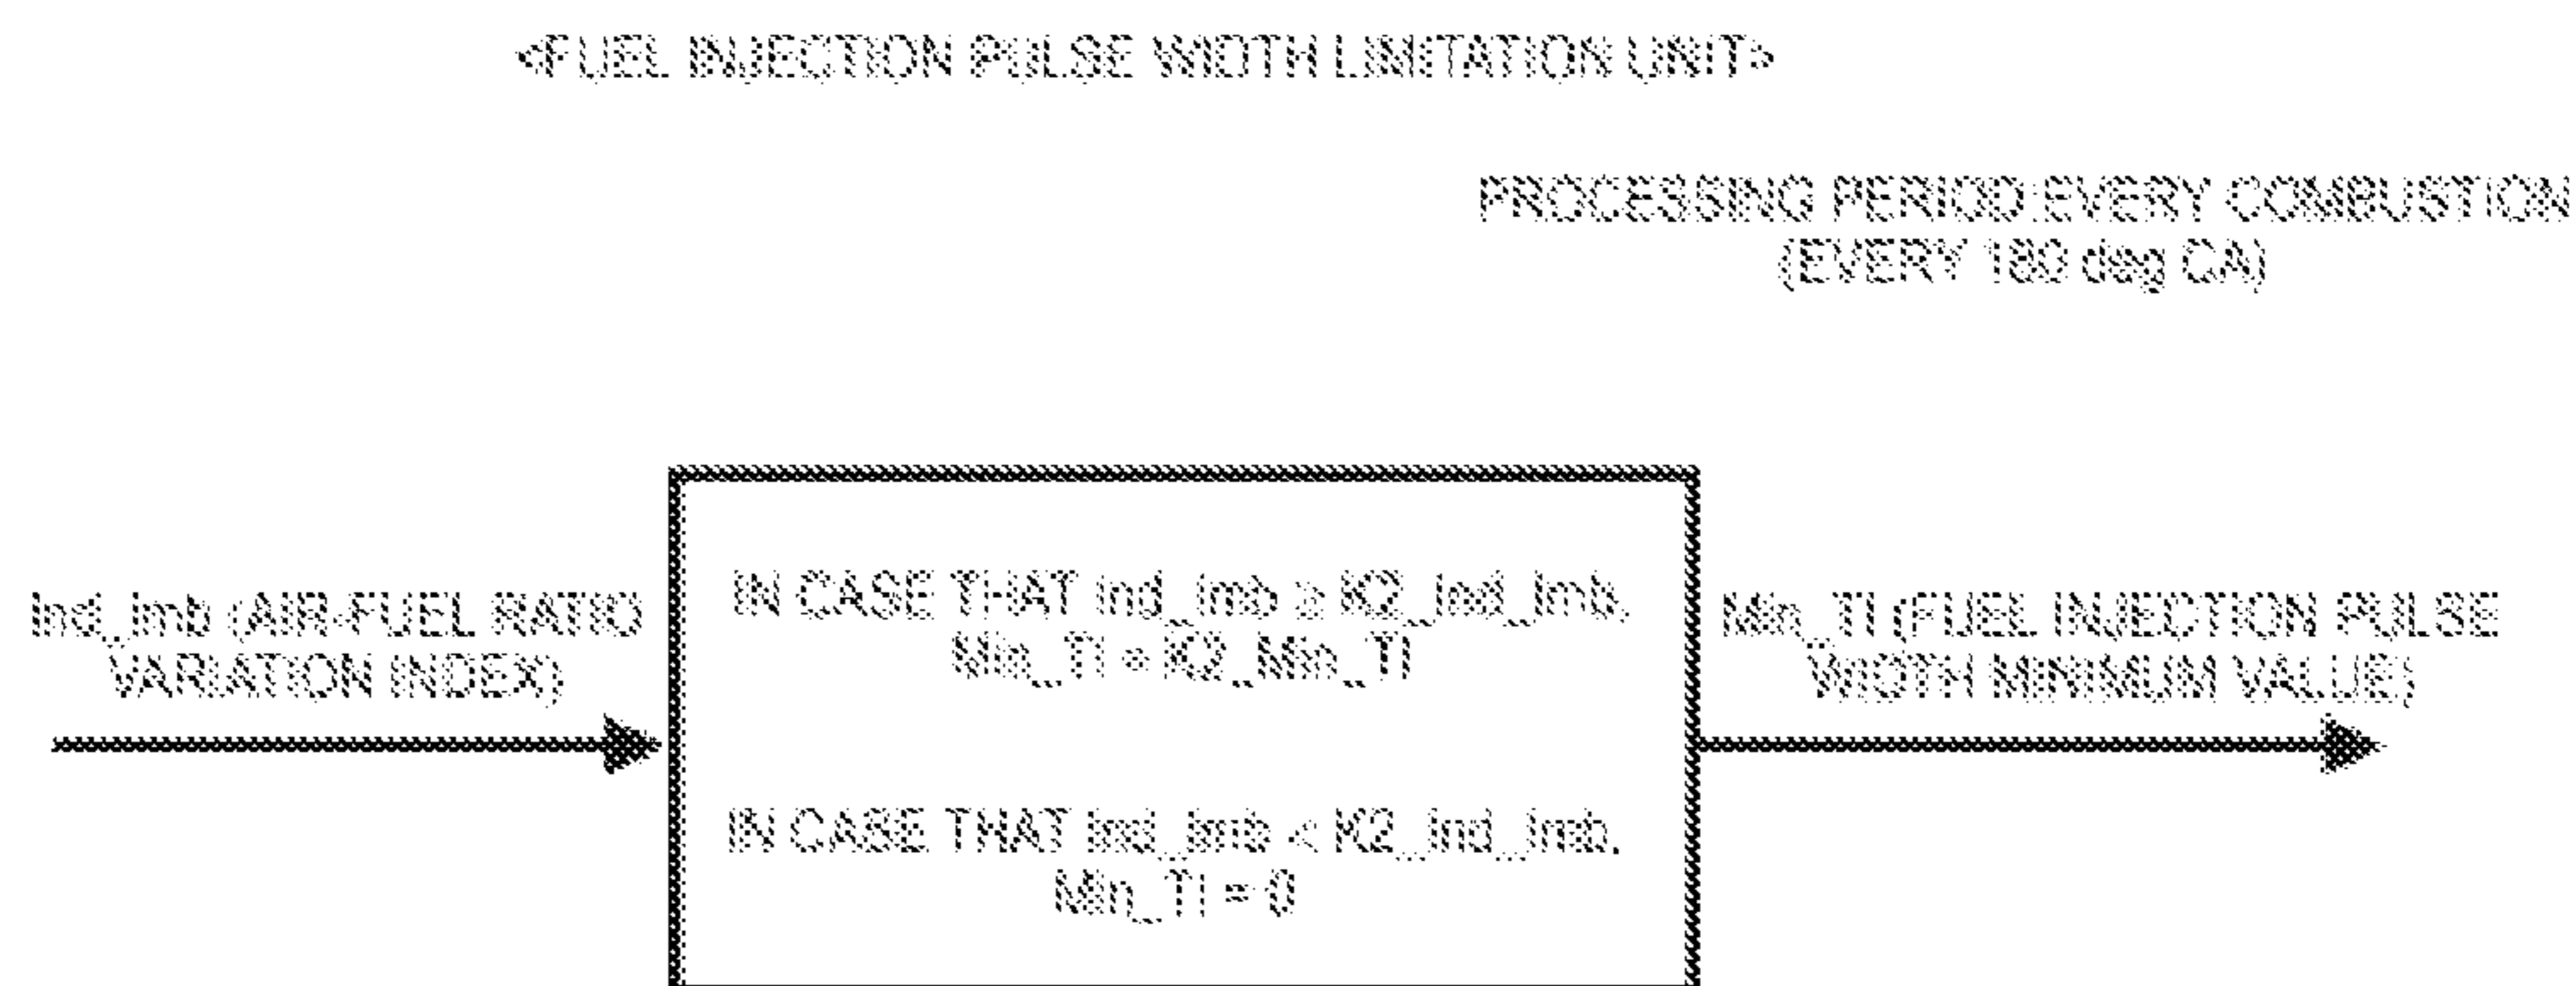 <FUEL INJECTION PULSE WIDTH LIMITATION UNIT>
PROCESSING PERIOD:EVERY COMBUSTION
(EVERY 180 deg CA)
Ind_Imb (AIR-FUEL RATIO
VARIATION INDEX)
IN CASE THAT Ind_Imb ≥ K2_Ind_Imb,
Min_TI = K2_Min_TI
IN CASE THAT Ind_Imb < K2_Ind_Imb,
Min_TI = 0
Min_TI (FUEL INJECTION PULSE
WIDTH MINIMUM VALUE)